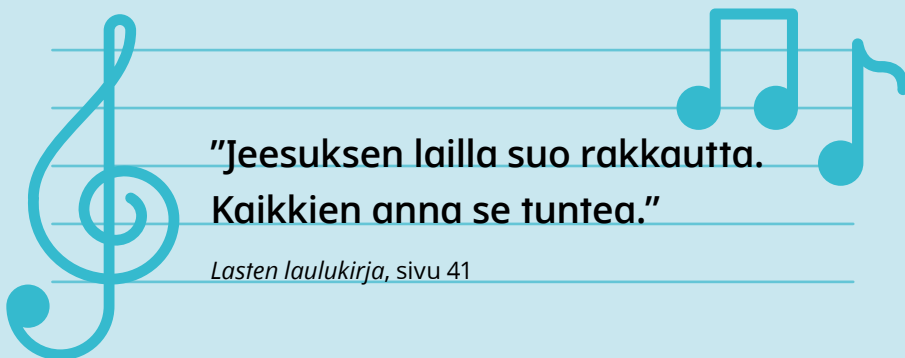 ”Jeesuksen lailla suo rakkautta.
Kaikkien anna se tuntea.”
Lasten laulukirja, sivu 41